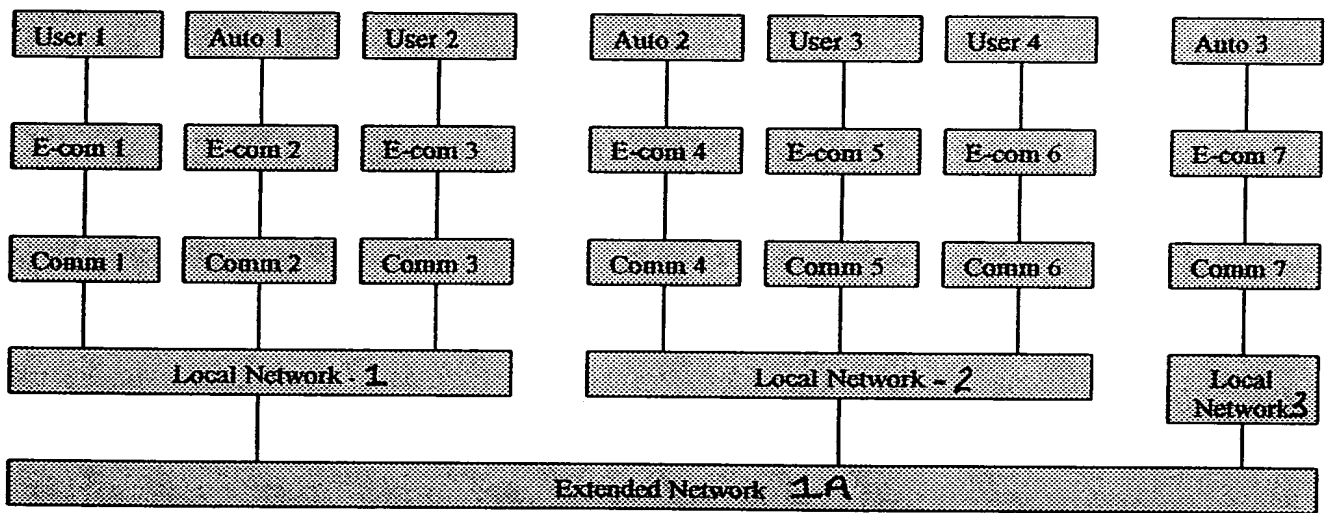 User 1
Auto 1
User 2
Auto 2
User 3
User 4
Auto 3
E-com 1
E-com 2
E-com 3
E-com 4
E-com 5
E-com 6
E-com 7
Comm 1
Comm 2
Comm 3
Comm 4
Comm 5
Comm 6
Comm 7
Local Network - 1
Local Network - 2
Local
Network 3
Extended Network 1A